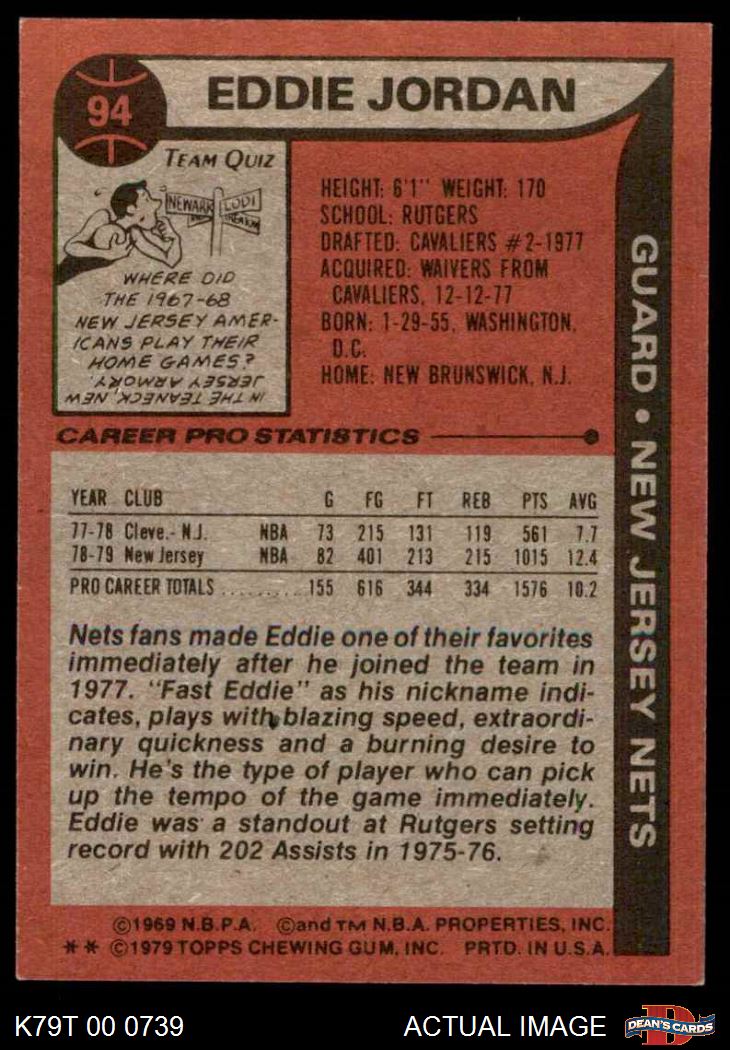 94
EDDIE JORDAN
TEAM QUIZ
NEWARK
LODI
WHERE DID
THE 1967-68
NEW JERSEY AMER-
ICANS PLAY THEIR
HOME GAMES?
IN THE TEANECK, NEW
JERSEY ARMORY.
HEIGHT: 6'1" WEIGHT: 170
SCHOOL: RUTGERS
DRAFTED: CAVALIERS #2-1977
ACQUIRED: WAIVERS FROM
CAVALIERS, 12-12-77
BORN: 1-29-55, WASHINGTON,
D.C.
HOME: NEW BRUNSWICK, N.J.
GUARD • NEW JERSEY NETS
CAREER PRO STATISTICS
YEAR CLUB G FG FT REB PTS AVG
77-78 Cleve.- N.J. NBA 73 215 131 119 561 7.7
78-79 New Jersey NBA 82 401 213 215 1015 12.4
PRO CAREER TOTALS .......... 155 616 344 334 1576 10.2
Nets fans made Eddie one of their favorites
immediately after he joined the team in
1977. "Fast Eddie" as his nickname indi-
cates, plays with blazing speed, extraordi-
nary quickness and a burning desire to
win. He's the type of player who can pick
up the tempo of the game immediately.
Eddie was a standout at Rutgers setting
record with 202 Assists in 1975-76.
©1969 N.B.P.A. ©and TM N.B.A. PROPERTIES, INC.
** ©1979 TOPPS CHEWING GUM, INC. PRTD. IN U.S.A.
K79T 00 0739
ACTUAL IMAGE
D
DEAN'S CARDS